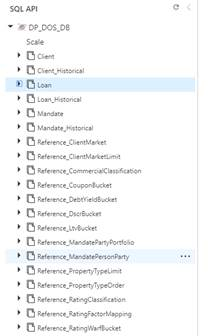 SQL API
DP_DOS_DB
Scale
Client
Client_Historical
Loan
Loan_Historical
Mandate
Mandate_Historical
Reference_ClientMarket
Reference_ClientMarketLimit
Reference_CommercialClassification
Reference_CouponBucket
Reference_DebtYieldBucket
Reference_DscrBucket
Reference_LtvBucket
Reference_MandatePartyPortfolio
Reference_MandatePersonParty
Reference_PropertyTypeLimit
Reference_PropertyTypeOrder
Reference_RatingClassification
Reference_RatingFactorMapping
Reference_RatingWarfBucket